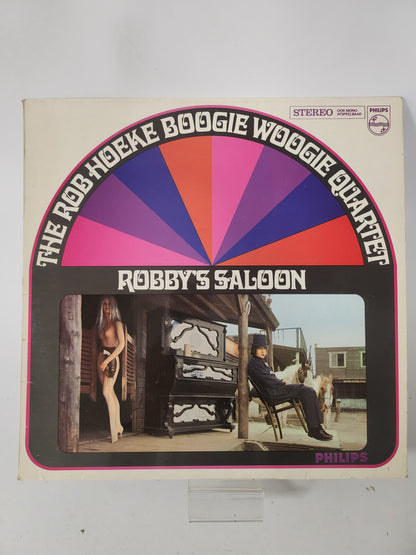 STEREO OOK MONO AFSPEELBAAR PHILIPS
THE ROB HOEKE BOOGIE WOOGIE QUARTET
ROBBY'S SALOON
PHILIPS